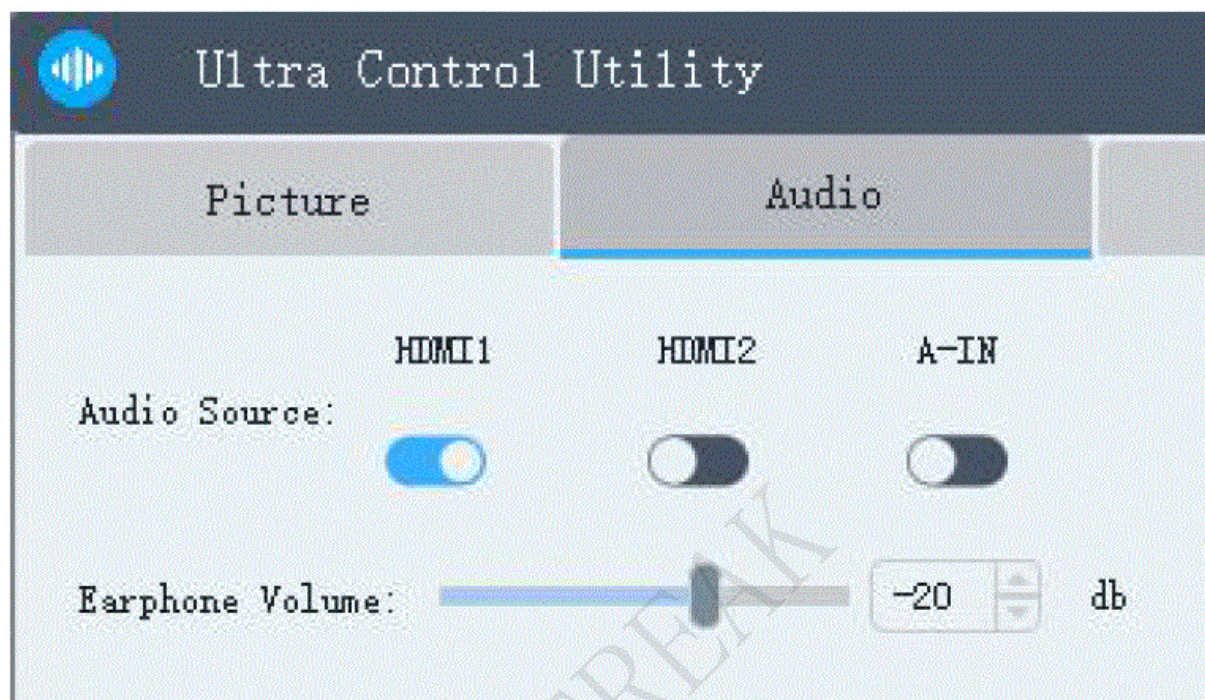 Ultra Control Utility
Picture Audio
HDMI1 HDMI2 A-IN
Audio Source:
Earphone Volume: -20 db